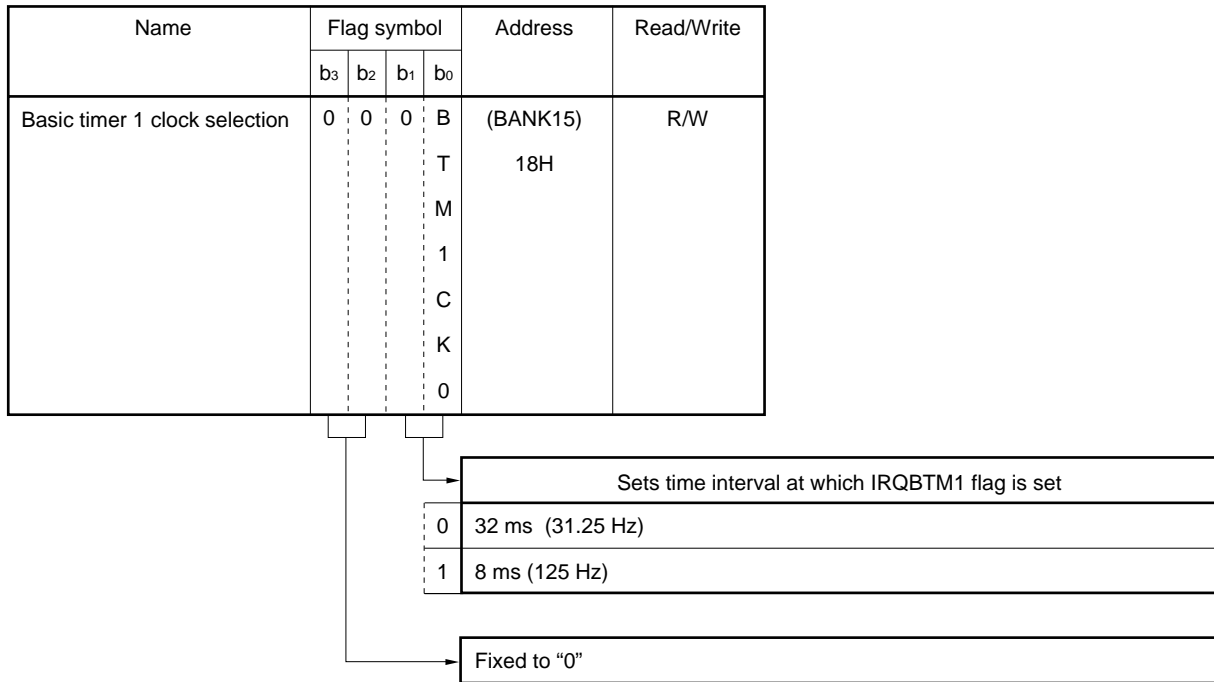 Name Flag symbol Address Read/Write
b3 b2 b1 b0
Basic timer 1 clock selection 0 0 0 B (BANK15) R/W
T 18H
M
1
C
K
0
Sets time interval at which IRQBTM1 flag is set
0 32 ms (31.25 Hz)
1 8 ms (125 Hz)
Fixed to “0”